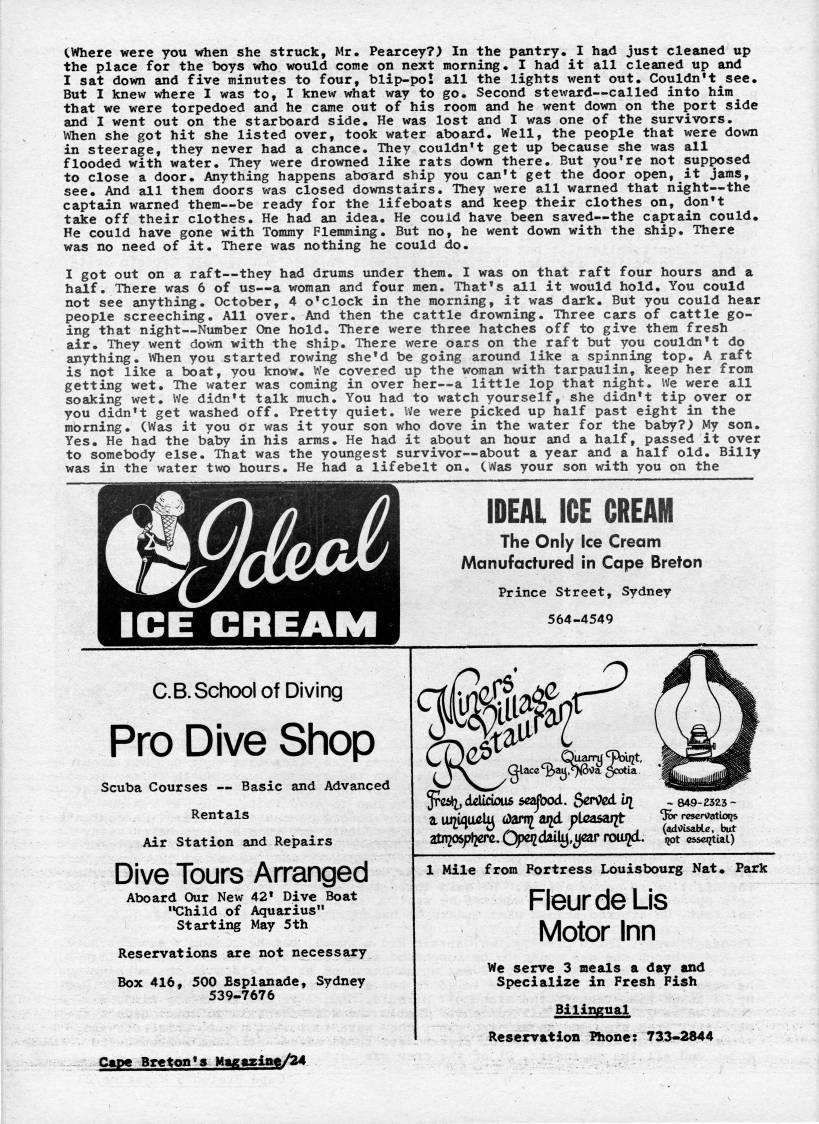 (Where were you when she struck, Mr. Pearcey?) In the pantry. I had just cleaned up
the place for the boys who would come on next morning. I had it all cleaned up and
I sat down and five minutes to four, blip-po! all the lights went out. Couldn't see.
But I knew where I was to, I knew what way to go. Second steward--called into him
that we were torpedoed and he came out of his room and he went down on the port side
and I went out on the starboard side. He was lost and I was one of the survivors.
When she got hit she listed over, took water aboard. Well, the people that were down
in steerage, they never had a chance. They couldn't get up because she was all
flooded with water. They were drowned like rats down there. But you're not supposed
to close a door. Anything happens aboard ship you can't get the door open, it jams,
see. And all them doors was closed downstairs. They were all warned that night--the
captain warned them--be ready for the lifeboats and keep their clothes on, don't
take off their clothes. He had an idea. He could have been saved--the captain could.
He could have gone with Tommy Flemming. But no, he went down with the ship. There
was no need of it. There was nothing he could do.
I got out on a raft--they had drums under them. I was on that raft four hours and a
half. There was 6 of us--a woman and four men. That's all it would hold. You could
not see anything. October, 4 o'clock in the morning, it was dark. But you could hear
people screeching. All over. And then the cattle drowning. Three cars of cattle go-
ing that night--Number One hold. There were three hatches off to give them fresh
air. They went down with the ship. There were oars on the raft but you couldn't do
anything. When you started rowing she'd be going around like a spinning top. A raft
is not like a boat, you know. We covered up the woman with tarpaulin, keep her from
getting wet. The water was coming in over her--a little lop that night. We were all
soaking wet. We didn't talk much. You had to watch yourself, she didn't tip over or
you didn't get washed off. Pretty quiet. We were picked up half past eight in the
morning. (Was it you or was it your son who dove in the water for the baby?) My son.
Yes. He had the baby in his arms. He had it about an hour and a half, passed it over
to somebody else. That was the youngest survivor--about a year and a half old. Billy
was in the water two hours. He had a lifebelt on. (Was your son with you on the
Ideal
ICE CREAM
IDEAL ICE CREAM
The Only Ice Cream
Manufactured in Cape Breton
Prince Street, Sydney
564-4549
C.B. School of Diving
Pro Dive Shop
Scuba Courses -- Basic and Advanced
Rentals
Air Station and Repairs
Dive Tours Arranged
Aboard Our New 42' Dive Boat
"Child of Aquarius"
Starting May 5th
Reservations are not necessary
Box 416, 500 Esplanade, Sydney
539-7676
Miners'
Village
Restaurant
Quarry Point,
Glace Bay, Nova Scotia
Fresh, delicious seafood. Served in
a uniquely warm and pleasant
atmosphere. Open daily, year round.
~ 849-2323 ~
For reservations
(advisable, but
not essential)
1 Mile from Fortress Louisbourg Nat. Park
Fleur de Lis
Motor Inn
We serve 3 meals a day and
Specialize in Fresh Fish
Bilingual
Reservation Phone: 733-2844
Cape Breton's Magazine/24